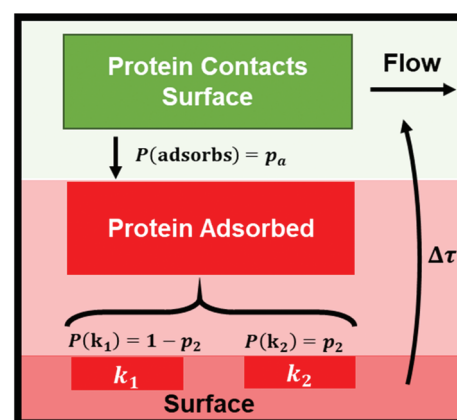 Protein Contacts
Surface
Flow
P(adsorbs) = pₐ
Protein Adsorbed
Δτ
P(k₁) = 1 − p₂
P(k₂) = p₂
k₁
k₂
Surface